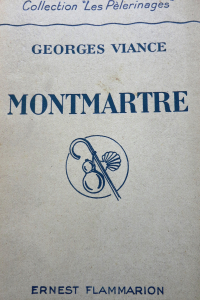 Collection "Les Pèlerinages"
GEORGES VIANCE
MONTMARTRE
ERNEST FLAMMARION